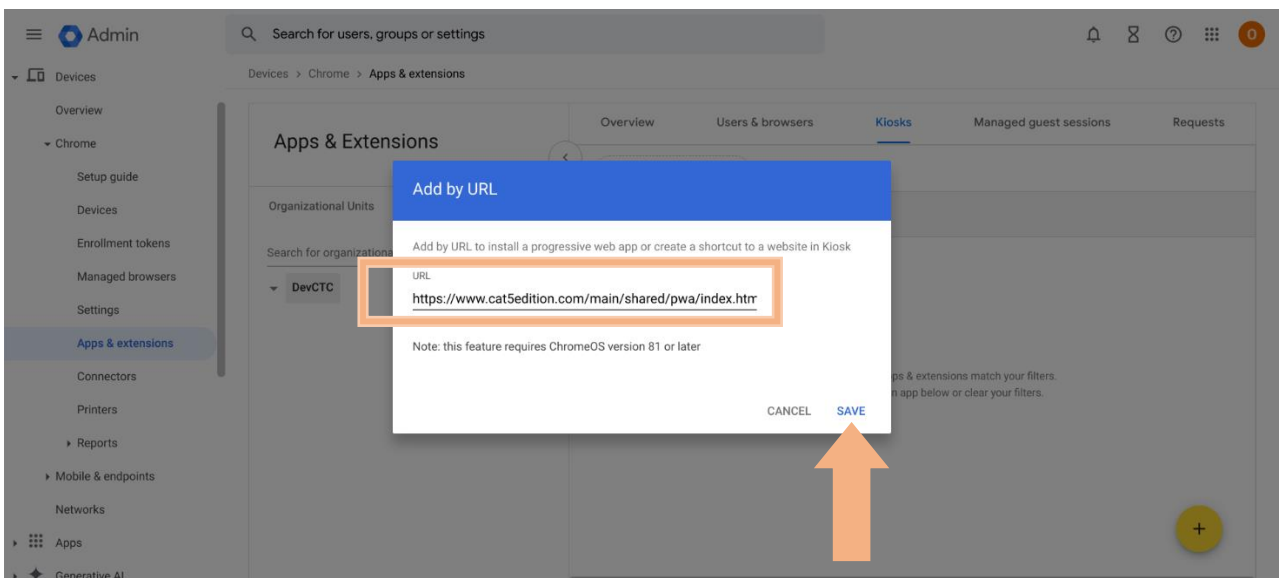 Admin
Search for users, groups or settings
O
Devices
Devices > Chrome > Apps & extensions
Overview
Chrome
Setup guide
Devices
Enrollment tokens
Managed browsers
Settings
Apps & extensions
Connectors
Printers
Reports
Mobile & endpoints
Networks
Apps
Generative AI
Apps & Extensions
Organizational Units
Search for organizationa
DevCTC
Overview
Users & browsers
Kiosks
Managed guest sessions
Requests
Add by URL
Add by URL to install a progressive web app or create a shortcut to a website in Kiosk
URL
https://www.cat5edition.com/main/shared/pwa/index.htm
Note: this feature requires ChromeOS version 81 or later
CANCEL SAVE
ps & extensions match your filters.
app below or clear your filters.
+